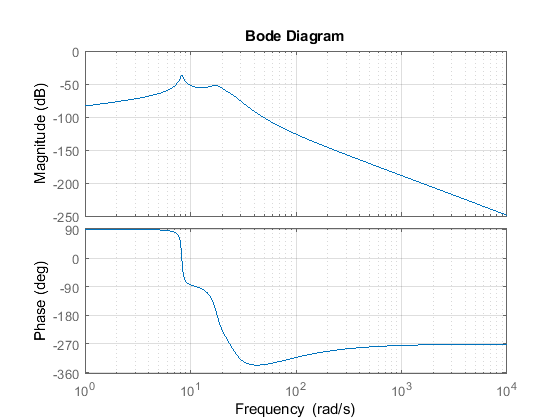 Bode Diagram
Magnitude (dB)
0
-50
-100
-150
-200
-250
Phase (deg)
90
0
-90
-180
-270
-360
10^0 10^1 10^2 10^3 10^4
Frequency (rad/s)